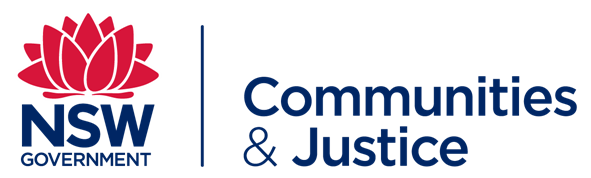 NSW
GOVERNMENT
Communities
& Justice